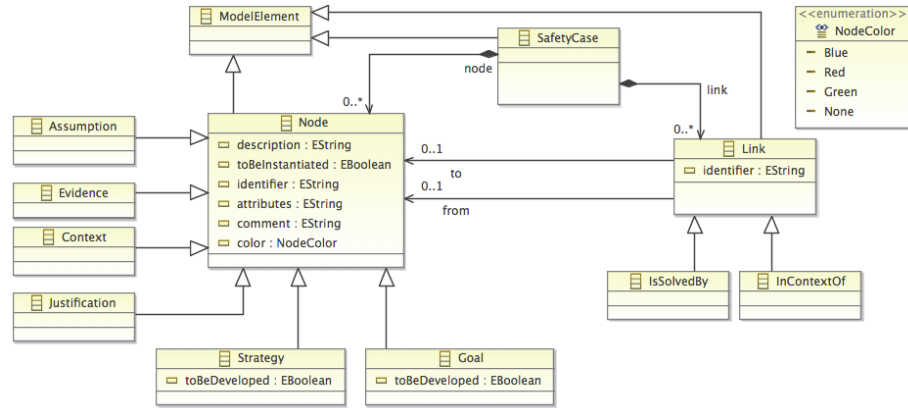 ModelElement
SafetyCase
<<enumeration>>
NodeColor
Blue
Red
Green
None
node
link
0..*
0..*
Node
description : EString
toBeInstantiated : EBoolean
identifier : EString
attributes : EString
comment : EString
color : NodeColor
Assumption
Evidence
Context
Justification
0..1
to
0..1
from
Link
identifier : EString
IsSolvedBy
InContextOf
Strategy
toBeDeveloped : EBoolean
Goal
toBeDeveloped : EBoolean